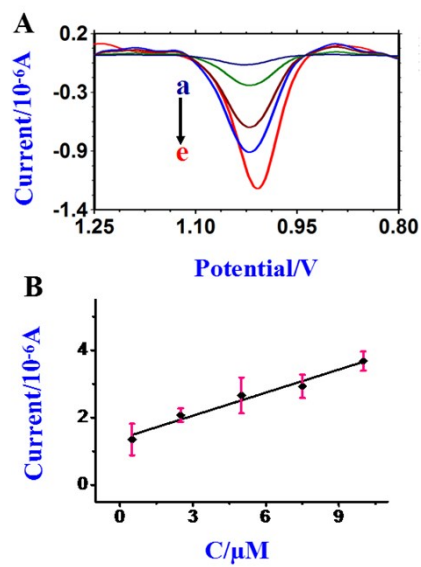 A
0.2
-0.3
-0.9
-1.4
a
e
Current/10⁻⁶A
1.25 1.10 0.95 0.80
Potential/V
B
4
2
0
Current/10⁻⁶A
0 3 6 9
C/μM